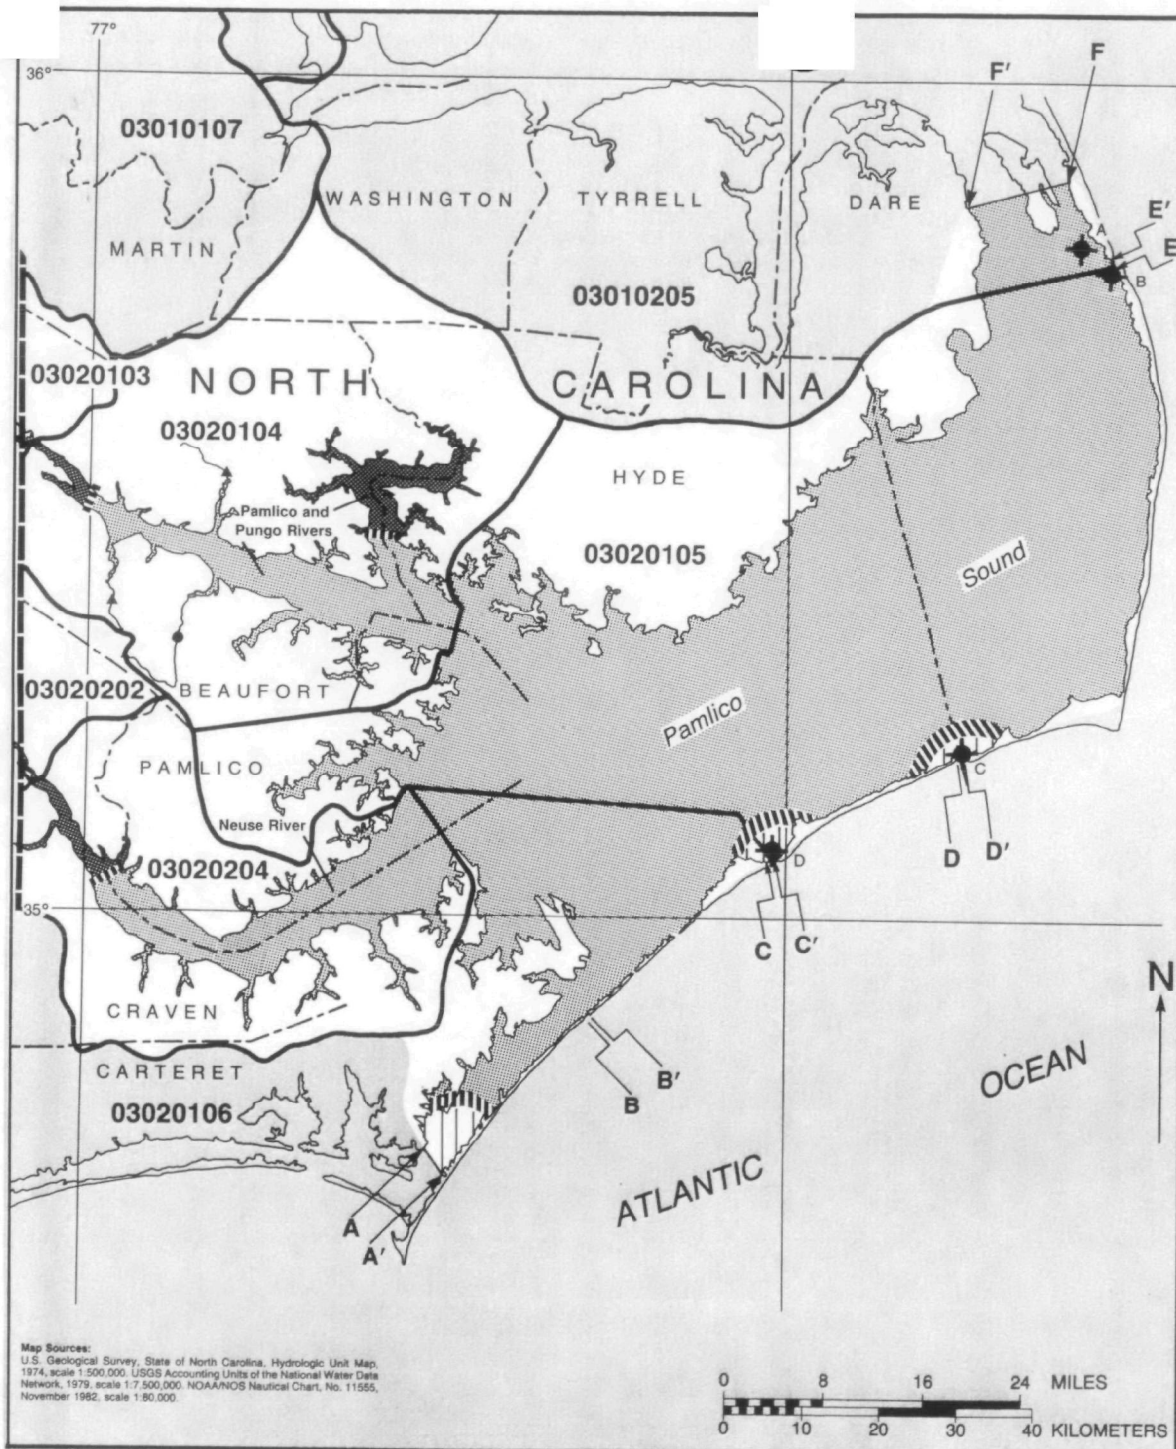 77°
36°
F
F'
03010107
WASHINGTON
TYRRELL
DARE
A
E'
E
B
MARTIN
03010205
03020103
NORTH
CAROLINA
03020104
HYDE
Pamlico and
Pungo Rivers
03020105
Sound
03020202
BEAUFORT
Pamlico
PAMLICO
C
Neuse River
D
D
D'
03020204
35°
C
C'
N
CRAVEN
OCEAN
CARTERET
B'
B
03020106
ATLANTIC
A
A'
Map Sources:
U.S. Geological Survey, State of North Carolina, Hydrologic Unit Map,
1974, scale 1:500,000. USGS Accounting Units of the National Water Data
Network, 1979, scale 1:7,500,000. NOAA/NOS Nautical Chart, No. 11555,
November 1982, scale 1:80,000.
0 8 16 24 MILES
0 10 20 30 40 KILOMETERS